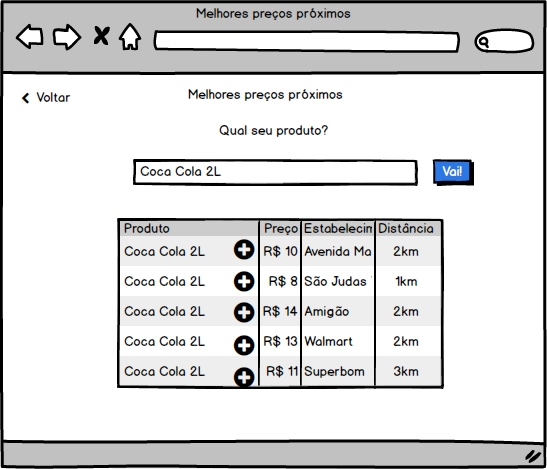 Melhores preços próximos
Voltar
Melhores preços próximos
Qual seu produto?
Coca Cola 2L Vai!
Produto Preço Estabelecim Distância
Coca Cola 2L R$ 10 Avenida Ma 2km
Coca Cola 2L R$ 8 São Judas 1km
Coca Cola 2L R$ 14 Amigão 2km
Coca Cola 2L R$ 13 Walmart 2km
Coca Cola 2L R$ 11 Superbom 3km